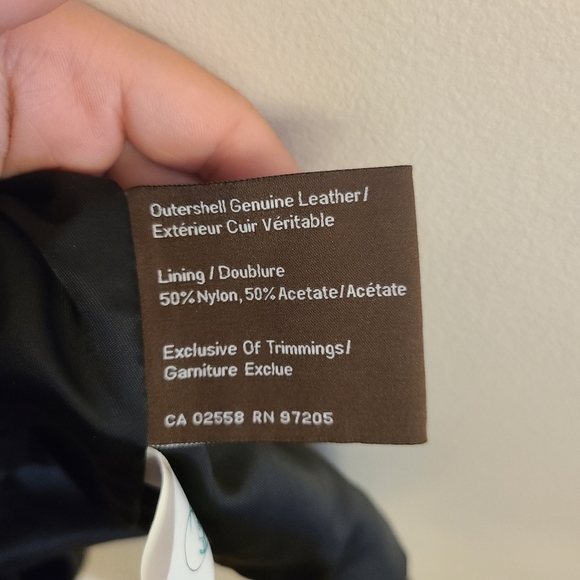 Outershell Genuine Leather/
Extérieur Cuir Véritable
Lining / Doublure
50% Nylon, 50% Acetate/Acétate
Exclusive Of Trimmings/
Garniture Exclue
CA 02558 RN 97205